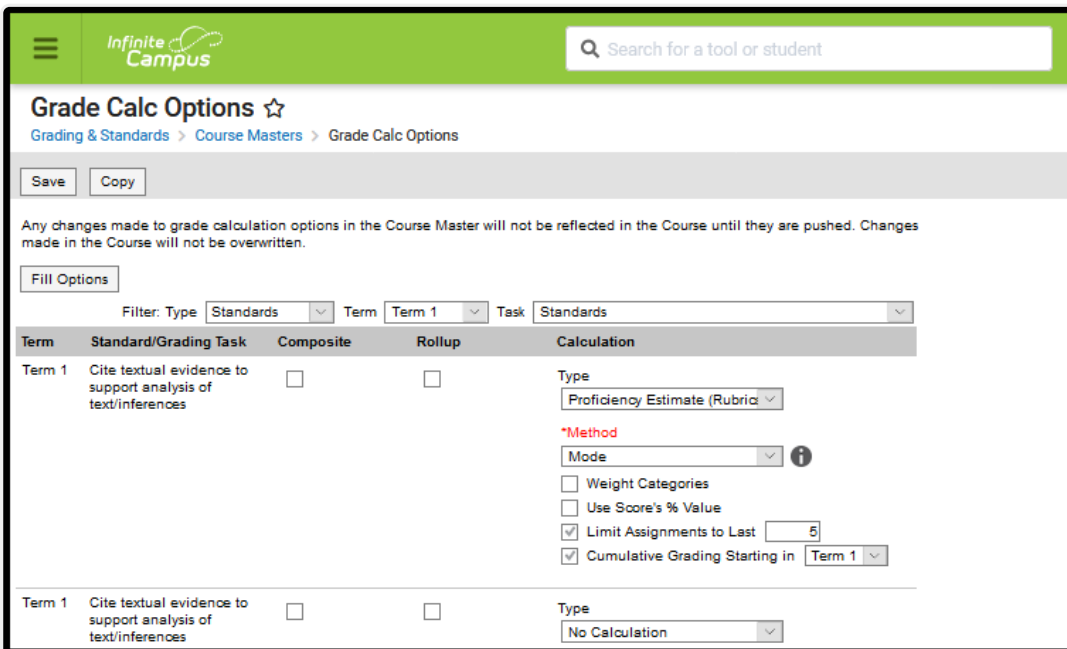 Infinite
Campus
Search for a tool or student
Grade Calc Options
Grading & Standards > Course Masters > Grade Calc Options
Save Copy
Any changes made to grade calculation options in the Course Master will not be reflected in the Course until they are pushed. Changes
made in the Course will not be overwritten.
Fill Options
Filter: Type Standards Term Term 1 Task Standards
Term Standard/Grading Task Composite Rollup Calculation
Term 1 Cite textual evidence to
support analysis of
text/inferences
Type
Proficiency Estimate (Rubric
*Method
Mode
Weight Categories
Use Score's % Value
Limit Assignments to Last 5
Cumulative Grading Starting in Term 1
Term 1 Cite textual evidence to
support analysis of
text/inferences
Type
No Calculation